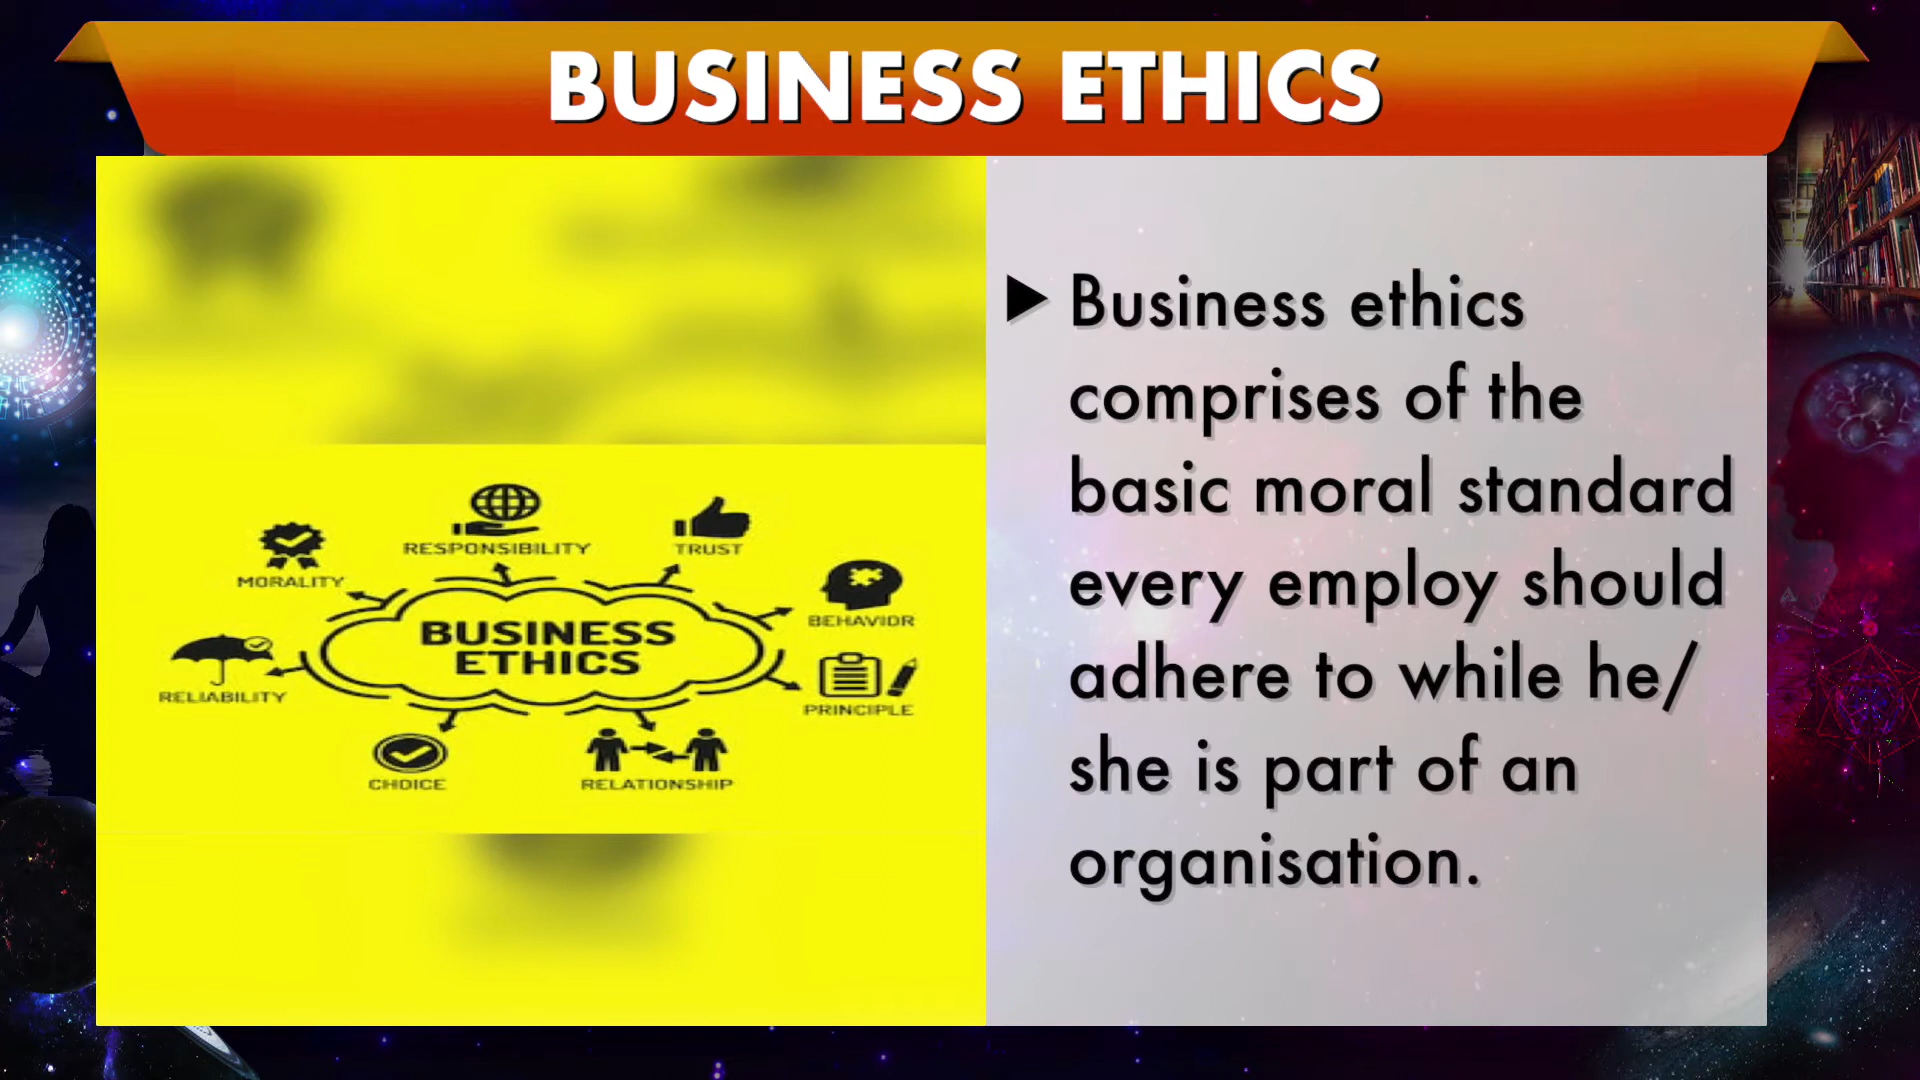 BUSINESS ETHICS
RESPONSIBILITY
TRUST
MORALITY
BEHAVIOR
BUSINESS
ETHICS
RELIABILITY
PRINCIPLE
CHOICE
RELATIONSHIP
Business ethics
comprises of the
basic moral standard
every employ should
adhere to while he/
she is part of an
organisation.